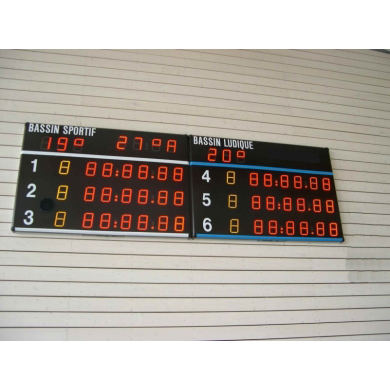 BASSIN SPORTIF
19° 27°A
1 8 88:88.88
2 8 88:88.88
3 8 88:88.88
BASSIN LUDIQUE
20°
4 8 88:88.88
5 8 88:88.88
6 8 88:88.88